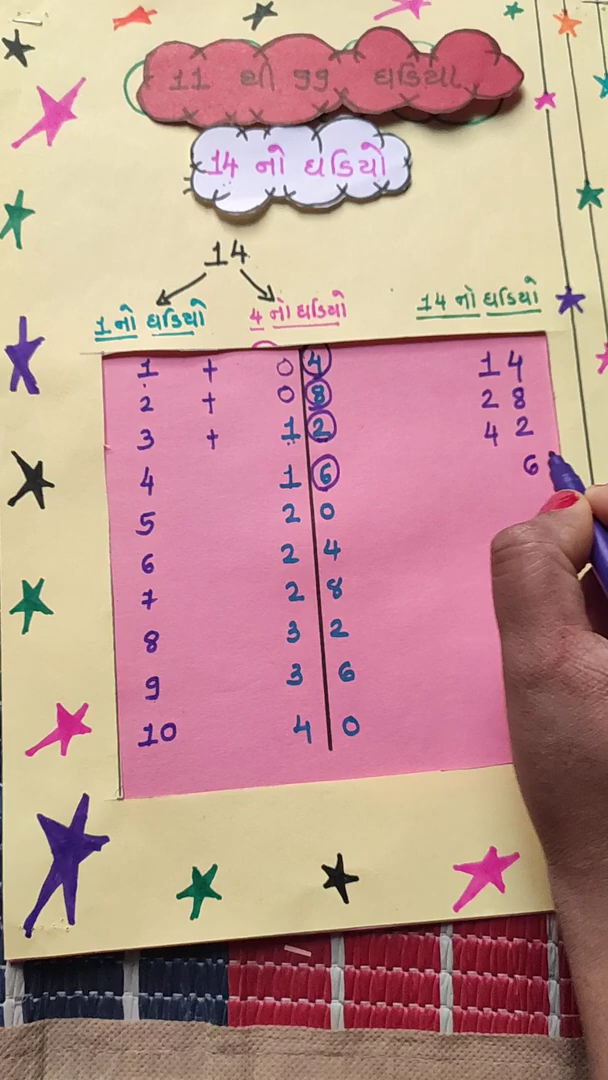 11 થી 99 ઘડિયા
14 નો ઘડિયો
14
1 નો ઘડિયો 4 નો ઘડિયો 14 નો ઘડિયો
1 + 0 4 1 4
2 + 0 8 2 8
3 + 1 2 4 2
4 1 6 6
5 2 0
6 2 4
7 2 8
8 3 2
9 3 6
10 4 0